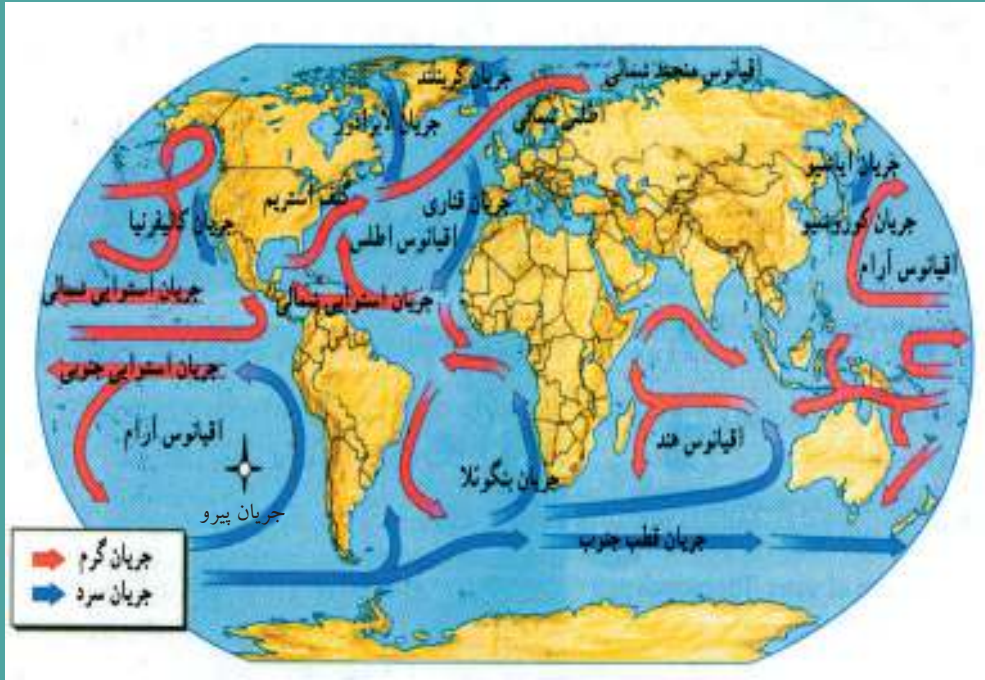 جریان گرینلند
اقیانوس منجمد شمالی
جریان لابرادور
اطلس شمالی
جریان ایاشیو
گلف استریم
جریان قناری
جریان کالیفرنیا
اقیانوس اطلس
جریان کوروشیو
اقیانوس آرام
جریان استوایی شمالی
جریان استوایی شمالی
جریان استوایی جنوبی
اقیانوس آرام
اقیانوس هند
جریان بنگوئلا
جریان پیرو
جریان قطب جنوب
جریان گرم
جریان سرد